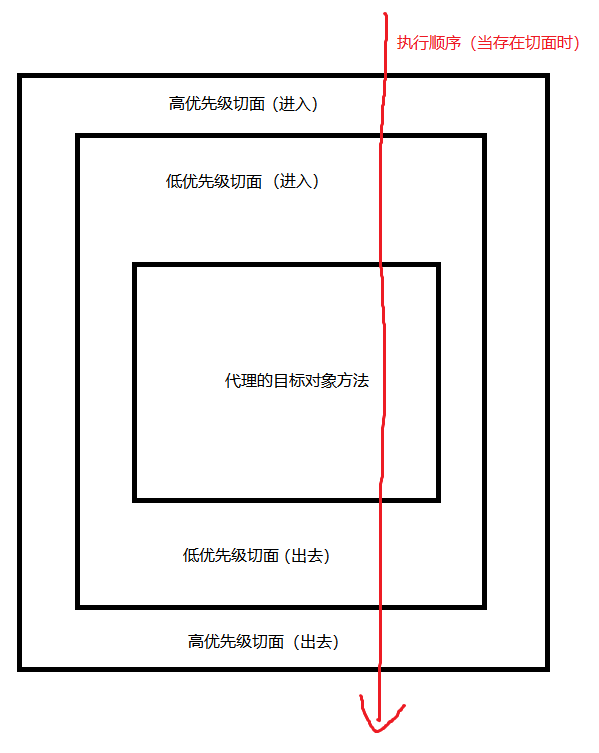 执行顺序（当存在切面时）
高优先级切面（进入）
低优先级切面（进入）
代理的目标对象方法
低优先级切面（出去）
高优先级切面（出去）